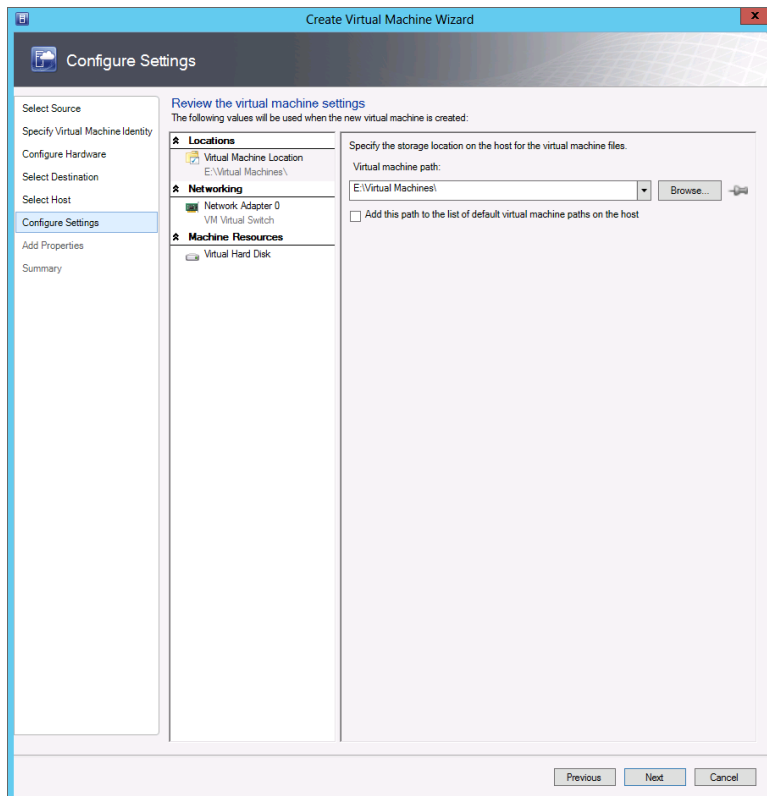 Create Virtual Machine Wizard
x
Configure Settings
Select Source
Specify Virtual Machine Identity
Configure Hardware
Select Destination
Select Host
Configure Settings
Add Properties
Summary
Review the virtual machine settings
The following values will be used when the new virtual machine is created:
Locations
Virtual Machine Location
E:\Virtual Machines\
Networking
Network Adapter 0
VM Virtual Switch
Machine Resources
Virtual Hard Disk
Specify the storage location on the host for the virtual machine files.
Virtual machine path:
E:\Virtual Machines\
Browse...
Add this path to the list of default virtual machine paths on the host
Previous
Next
Cancel